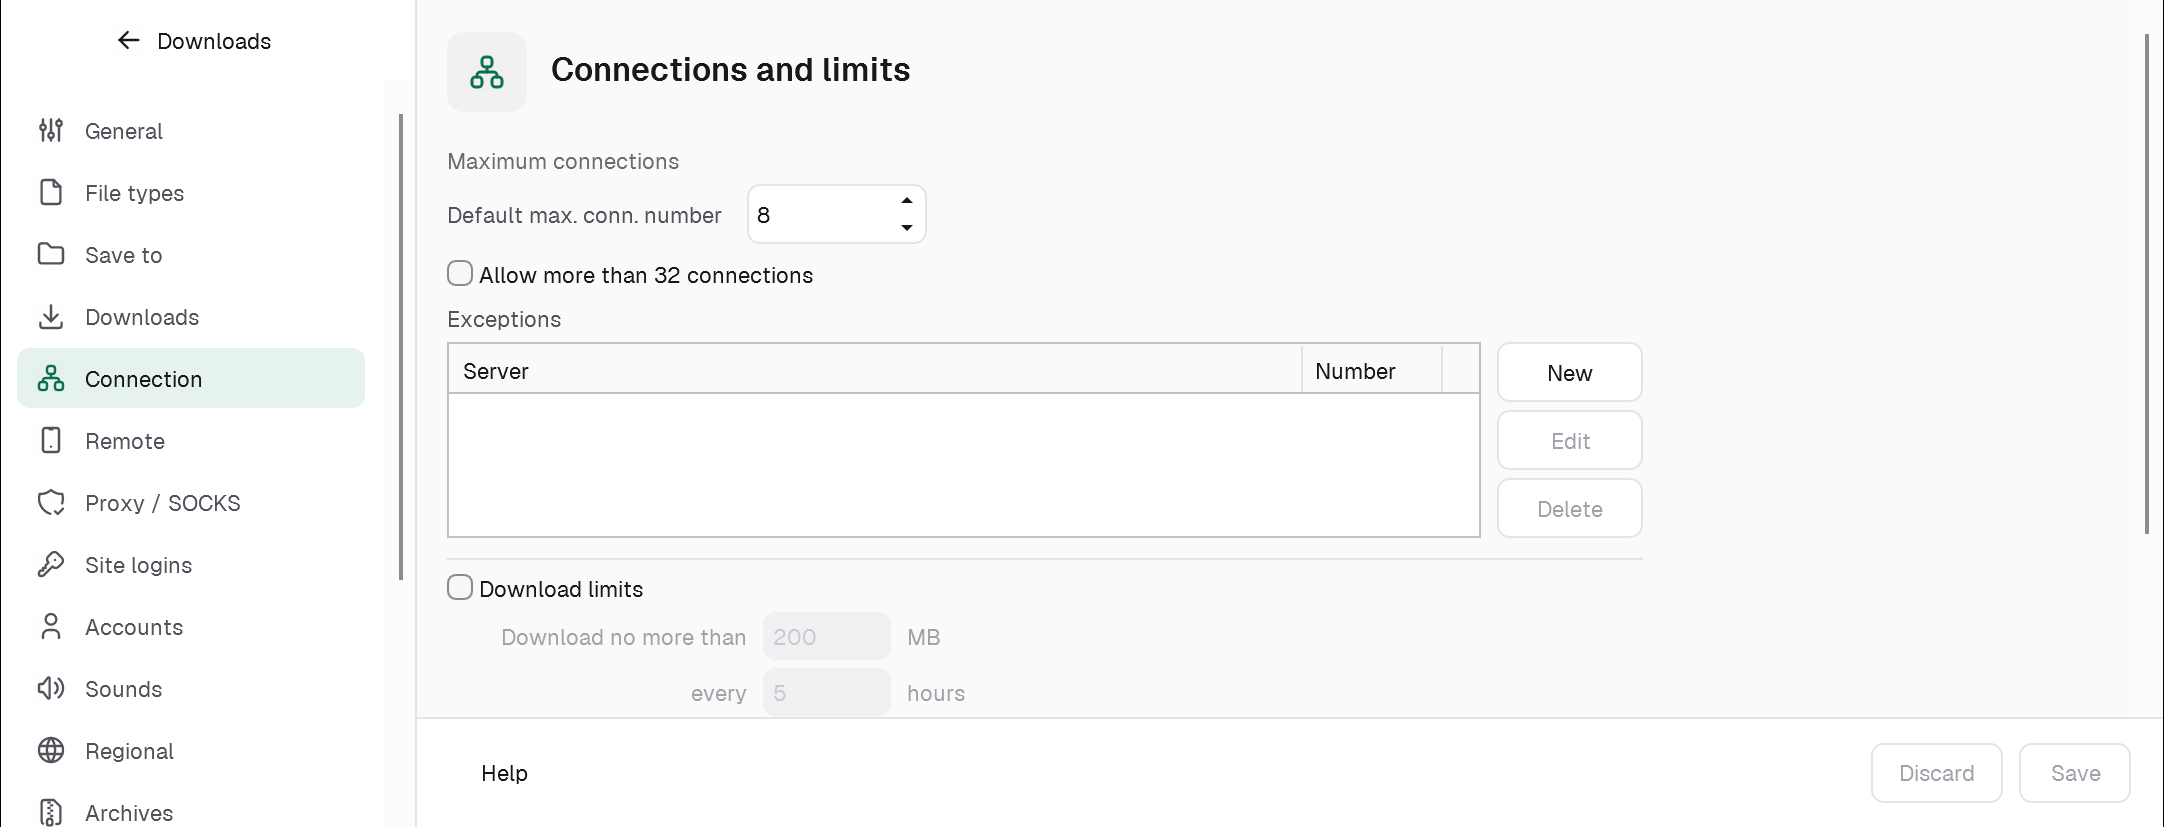 Downloads
General
File types
Save to
Downloads
Connection
Remote
Proxy / SOCKS
Site logins
Accounts
Sounds
Regional
Archives
Connections and limits
Maximum connections
Default max. conn. number 8
Allow more than 32 connections
Exceptions
Server Number
New
Edit
Delete
Download limits
Download no more than 200 MB
every 5 hours
Help Discard Save